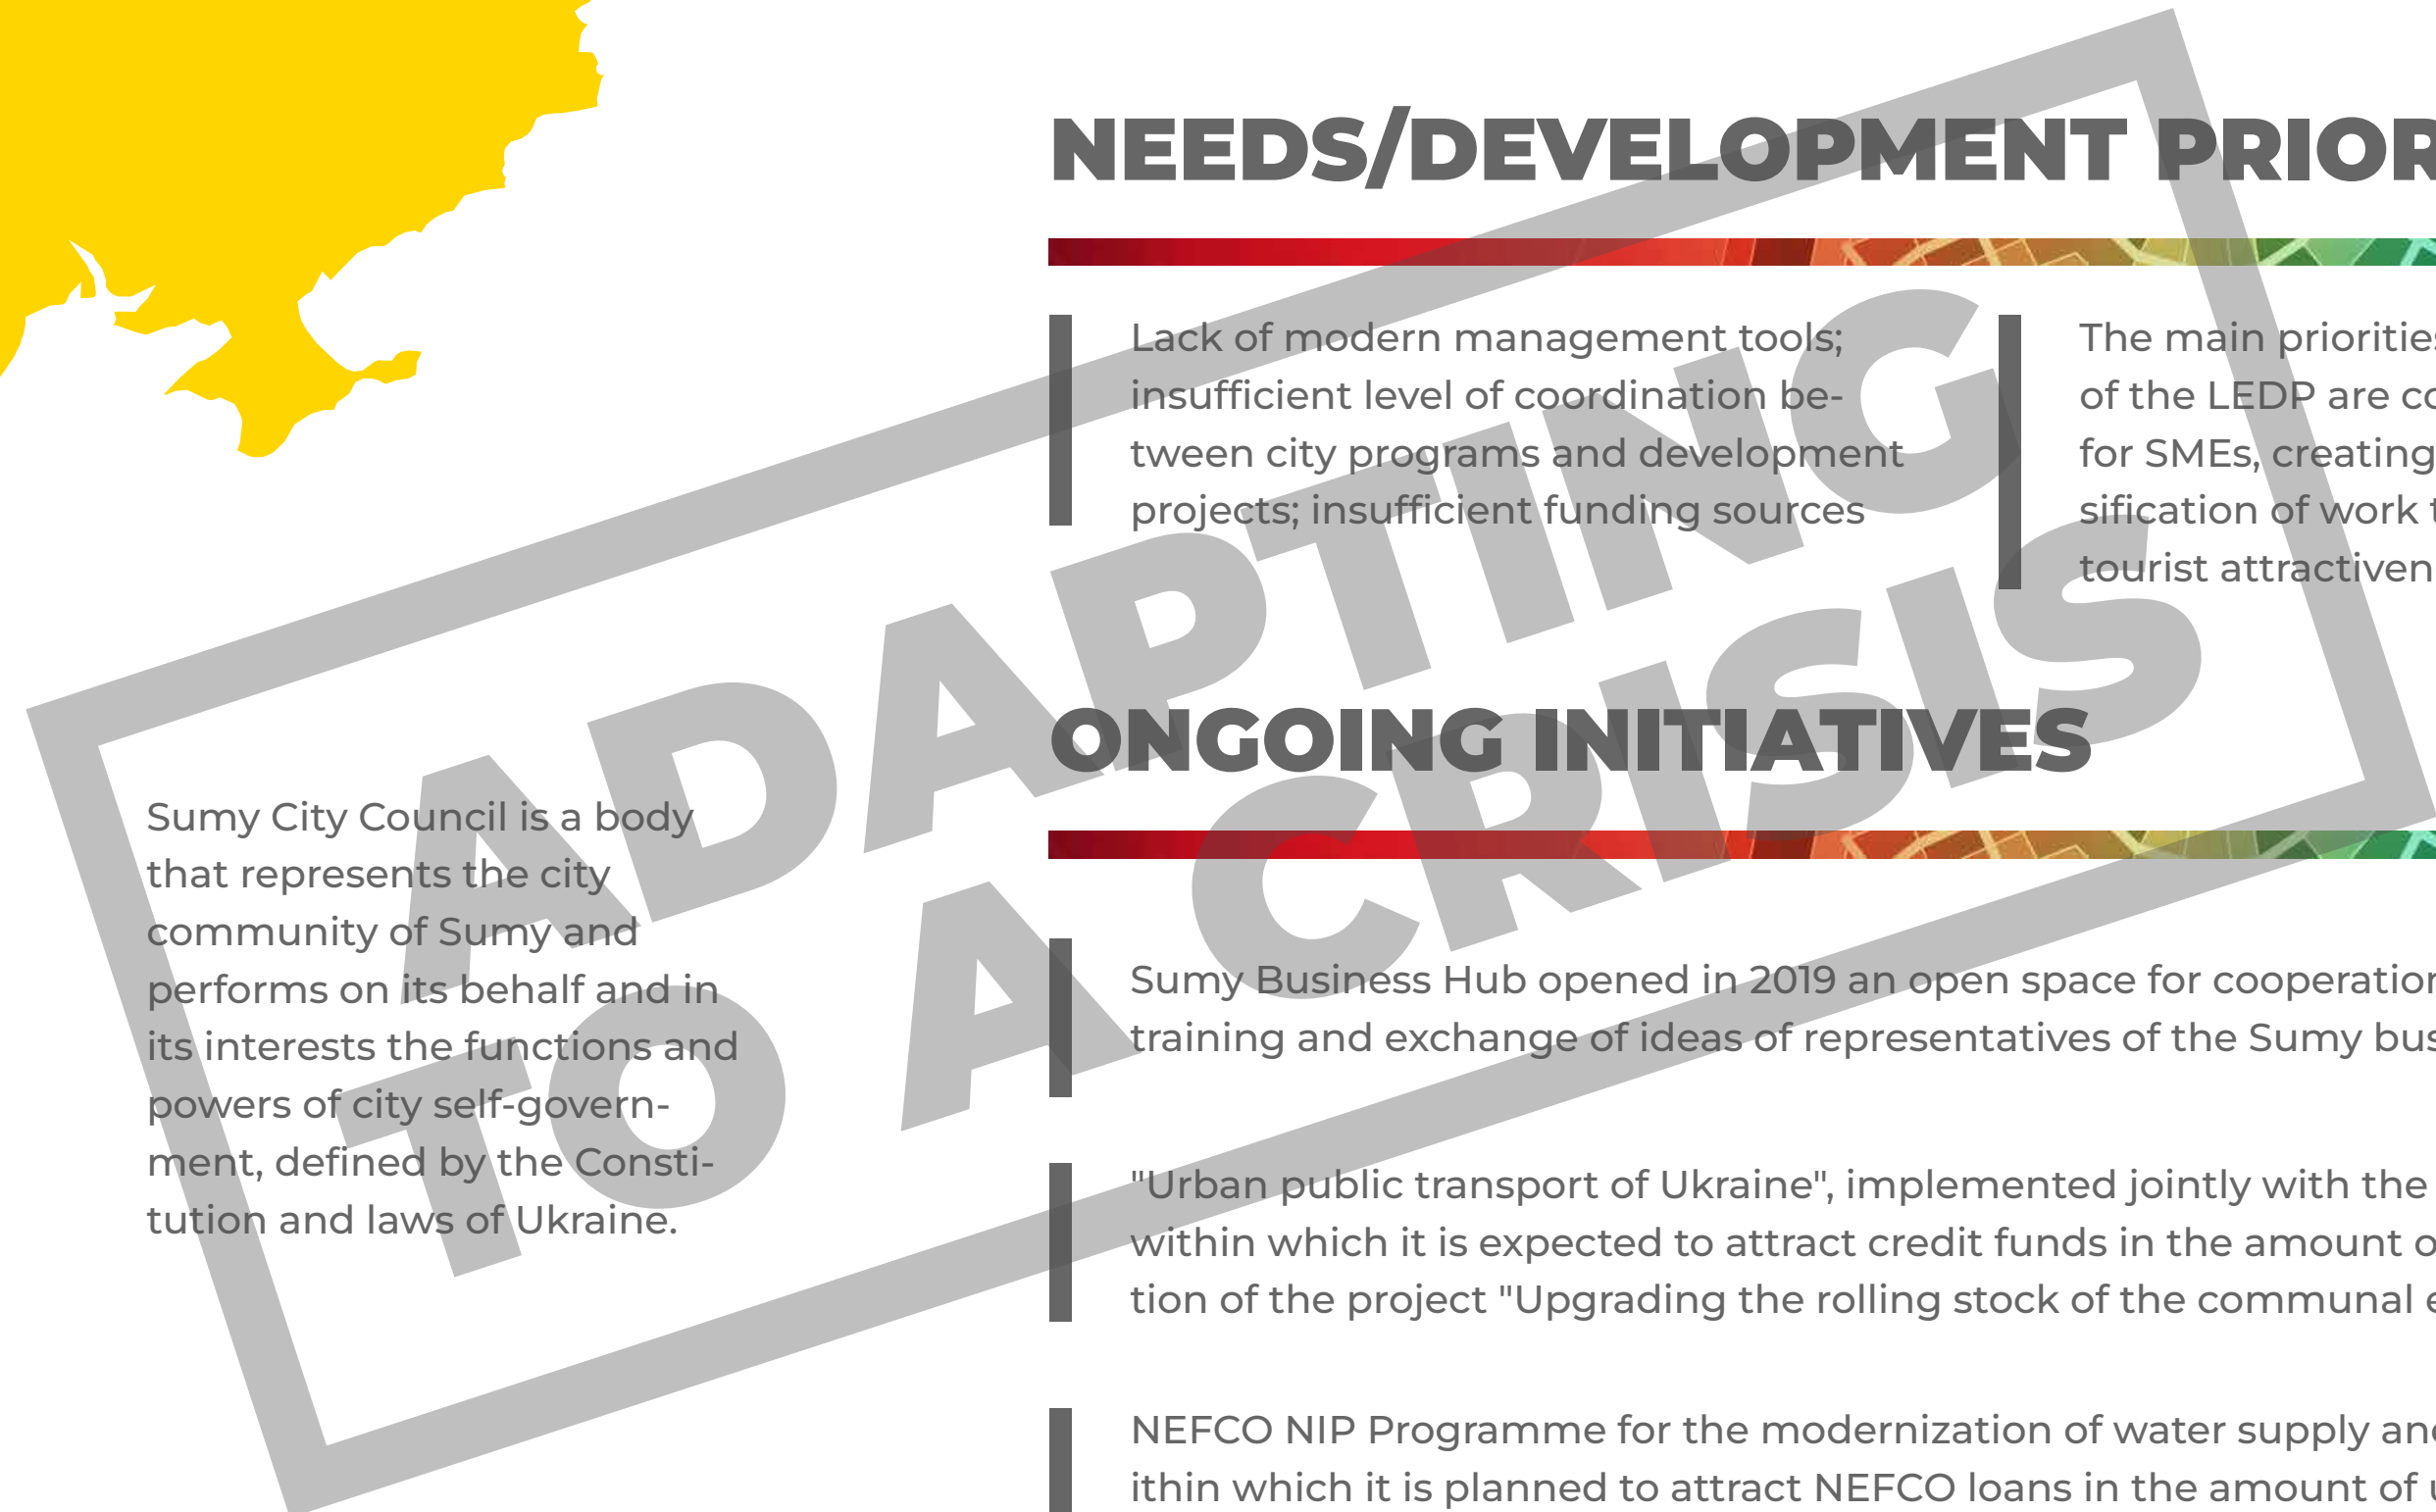 NEEDS/DEVELOPMENT PRIOR
Lack of modern management tools;
insufficient level of coordination be-
tween city programs and development
projects; insufficient funding sources
The main priorities
of the LEDP are co
for SMEs, creating
sification of work t
tourist attractiven
ADAPTING
TO A CRISIS
ONGOING INITIATIVES
Sumy City Council is a body
that represents the city
community of Sumy and
performs on its behalf and in
its interests the functions and
powers of city self-govern-
ment, defined by the Consti-
tution and laws of Ukraine.
Sumy Business Hub opened in 2019 an open space for cooperation
training and exchange of ideas of representatives of the Sumy bus
"Urban public transport of Ukraine", implemented jointly with the
within which it is expected to attract credit funds in the amount o
tion of the project "Upgrading the rolling stock of the communal e
NEFCO NIP Programme for the modernization of water supply and
ithin which it is planned to attract NEFCO loans in the amount of